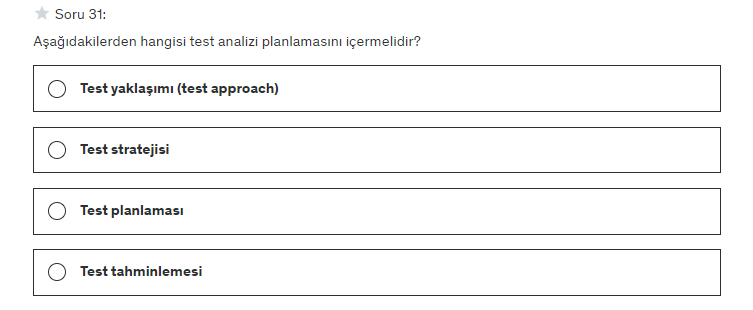 Soru 31:
Aşağıdakilerden hangisi test analizi planlamasını içermelidir?
Test yaklaşımı (test approach)
Test stratejisi
Test planlaması
Test tahminlemesi